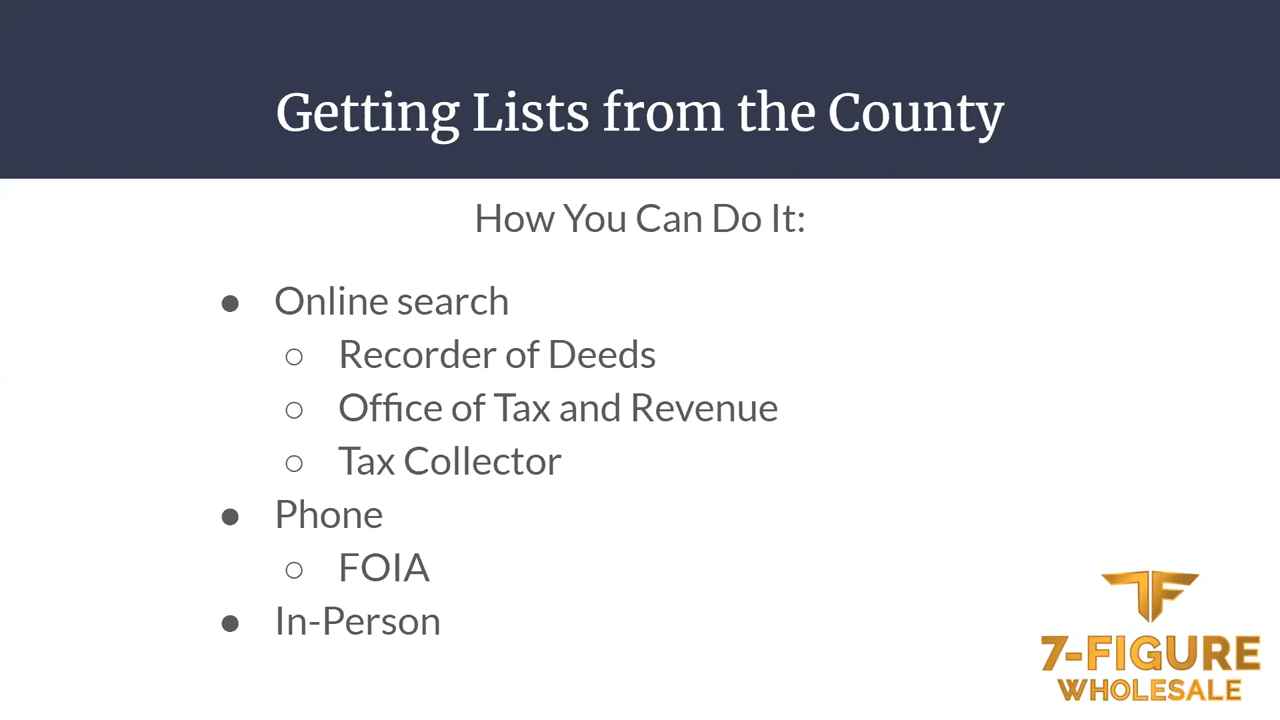 Getting Lists from the County
How You Can Do It:
● Online search
○ Recorder of Deeds
○ Office of Tax and Revenue
○ Tax Collector
● Phone
○ FOIA
● In-Person
7-FIGURE
WHOLESALE